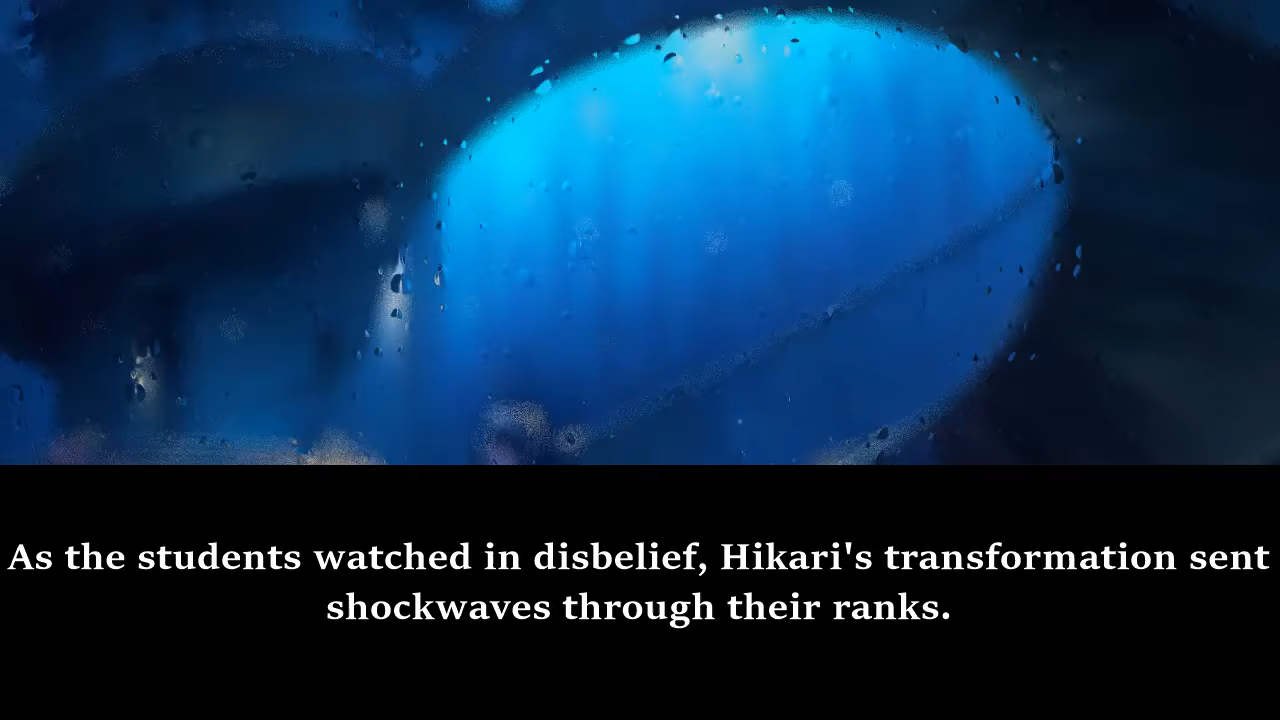 As the students watched in disbelief, Hikari's transformation sent
shockwaves through their ranks.